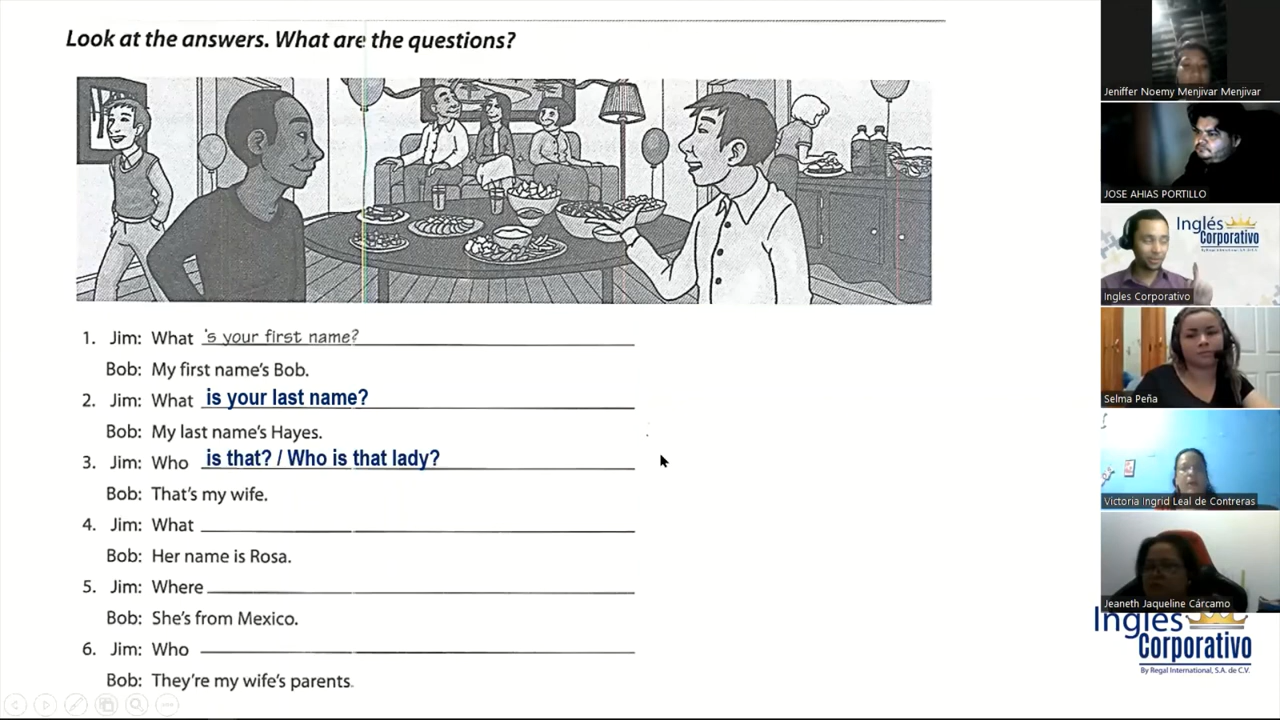 Look at the answers. What are the questions?
1. Jim: What 's your first name?
Bob: My first name's Bob.
2. Jim: What is your last name?
Bob: My last name's Hayes.
3. Jim: Who is that? / Who is that lady?
Bob: That's my wife.
4. Jim: What
Bob: Her name is Rosa.
5. Jim: Where
Bob: She's from Mexico.
6. Jim: Who
Bob: They're my wife's parents.
Jeniffer Noemy Menjivar Menjivar
JOSE AHIAS PORTILLO
Inglés
Corporativo
Ingles Corporativo
Selma Peña
Victoria Ingrid Leal de Contreras
Jeaneth Jaqueline Cárcamo
Inglés
Corporativo
By Regal International, S.A. de C.V.